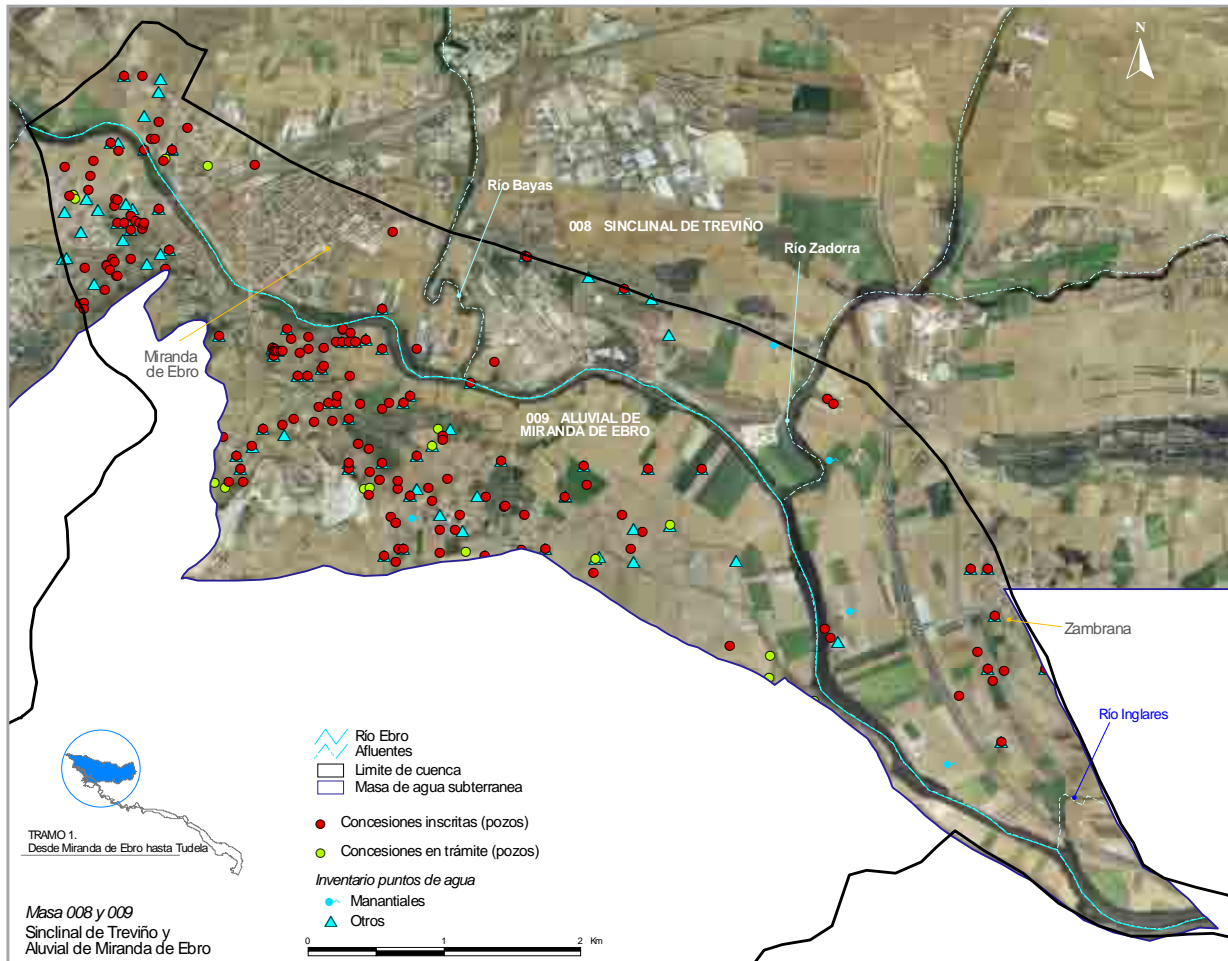 N
Río Bayas
008 SINCLINAL DE TREVIÑO
Río Zadorra
Miranda
de Ebro
009 ALUVIAL DE
MIRANDA DE EBRO
Zambrana
Río Inglares
Río Ebro
Afluentes
Limite de cuenca
Masa de agua subterranea
Concesiones inscritas (pozos)
Concesiones en trámite (pozos)
Inventario puntos de agua
Manantiales
Otros
TRAMO 1.
Desde Miranda de Ebro hasta Tudela
Masa 008 y 009
Sinclinal de Treviño y
Aluvial de Miranda de Ebro
0 1 2 Km